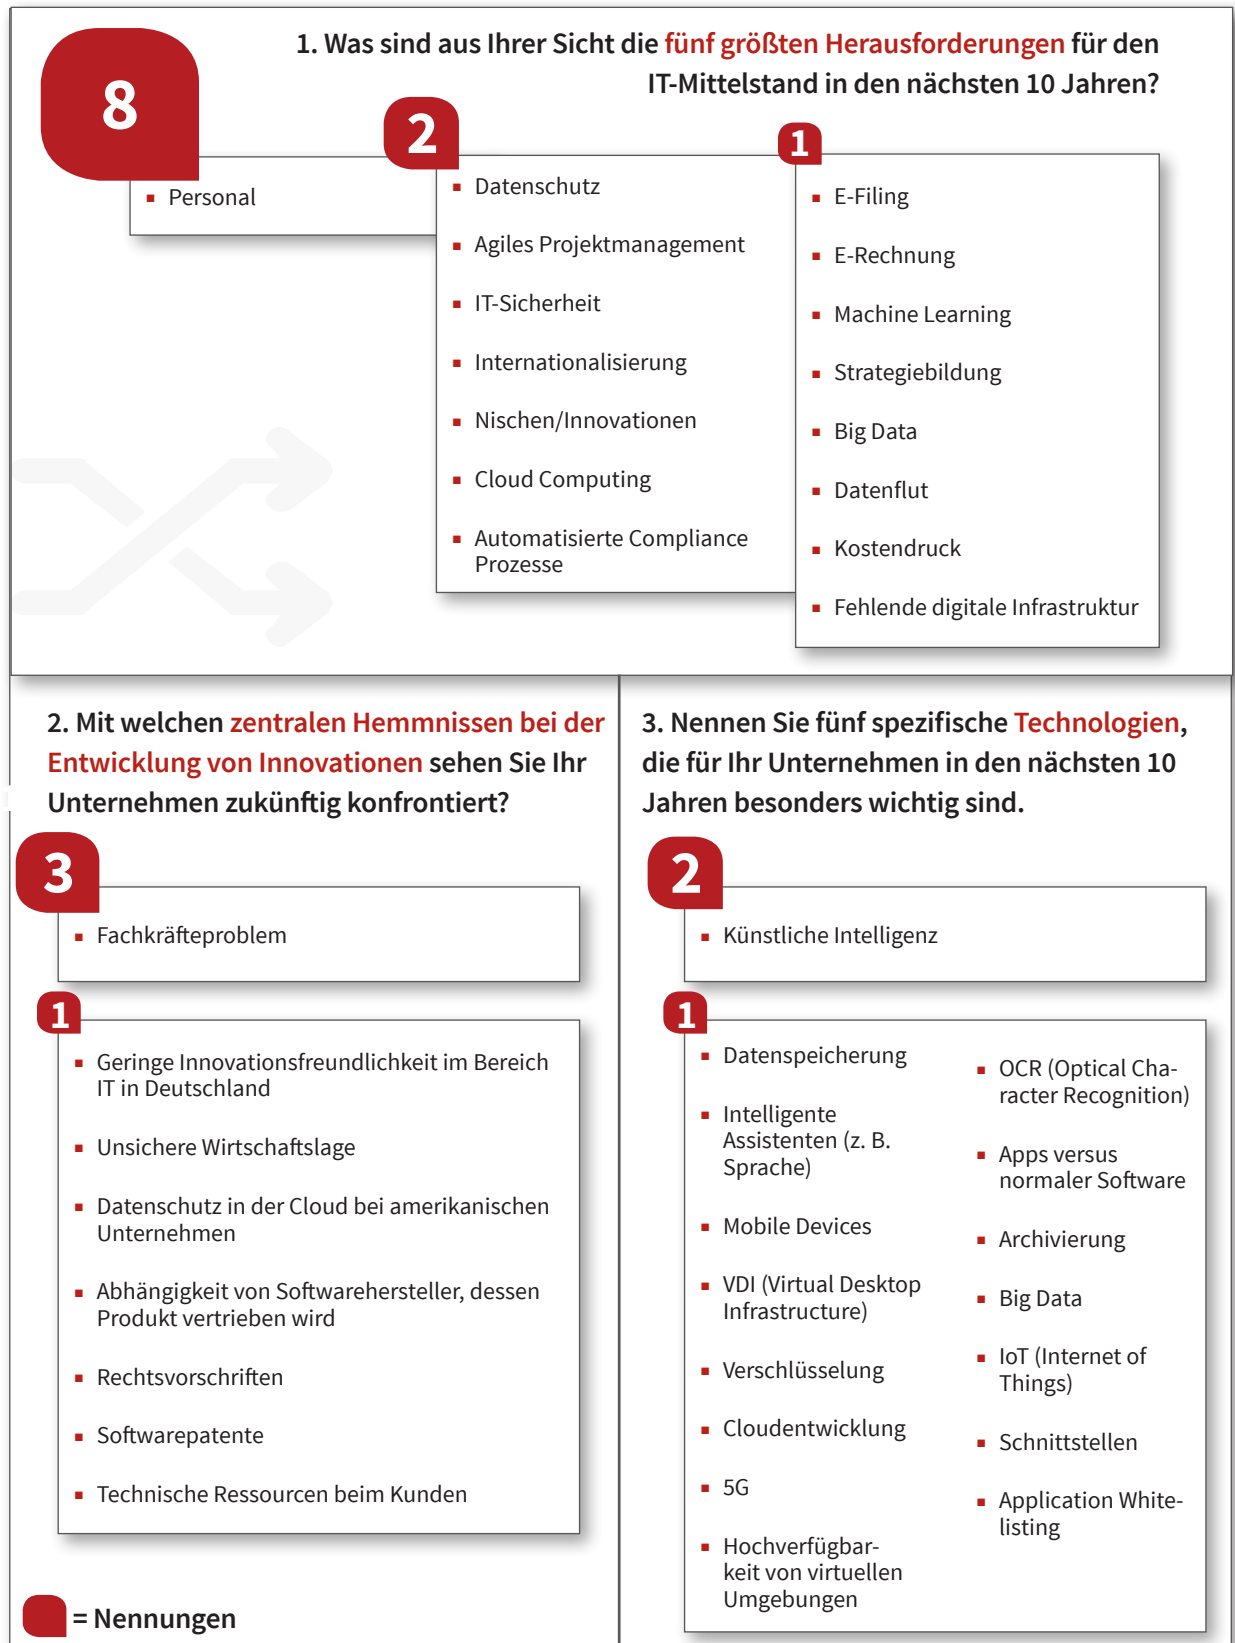 1. Was sind aus Ihrer Sicht die fünf größten Herausforderungen für den
IT-Mittelstand in den nächsten 10 Jahren?
8
▪ Personal
2
▪ Datenschutz
▪ Agiles Projektmanagement
▪ IT-Sicherheit
▪ Internationalisierung
▪ Nischen/Innovationen
▪ Cloud Computing
▪ Automatisierte Compliance
Prozesse
1
▪ E-Filing
▪ E-Rechnung
▪ Machine Learning
▪ Strategiebildung
▪ Big Data
▪ Datenflut
▪ Kostendruck
▪ Fehlende digitale Infrastruktur
2. Mit welchen zentralen Hemmnissen bei der
Entwicklung von Innovationen sehen Sie Ihr
Unternehmen zukünftig konfrontiert?
3
▪ Fachkräfteproblem
1
▪ Geringe Innovationsfreundlichkeit im Bereich
IT in Deutschland
▪ Unsichere Wirtschaftslage
▪ Datenschutz in der Cloud bei amerikanischen
Unternehmen
▪ Abhängigkeit von Softwarehersteller, dessen
Produkt vertrieben wird
▪ Rechtsvorschriften
▪ Softwarepatente
▪ Technische Ressourcen beim Kunden
= Nennungen
3. Nennen Sie fünf spezifische Technologien,
die für Ihr Unternehmen in den nächsten 10
Jahren besonders wichtig sind.
2
▪ Künstliche Intelligenz
1
▪ Datenspeicherung
▪ Intelligente
Assistenten (z. B.
Sprache)
▪ Mobile Devices
▪ VDI (Virtual Desktop
Infrastructure)
▪ Verschlüsselung
▪ Cloudentwicklung
▪ 5G
▪ Hochverfügbar-
keit von virtuellen
Umgebungen
▪ OCR (Optical Cha-
racter Recognition)
▪ Apps versus
normaler Software
▪ Archivierung
▪ Big Data
▪ IoT (Internet of
Things)
▪ Schnittstellen
▪ Application White-
listing